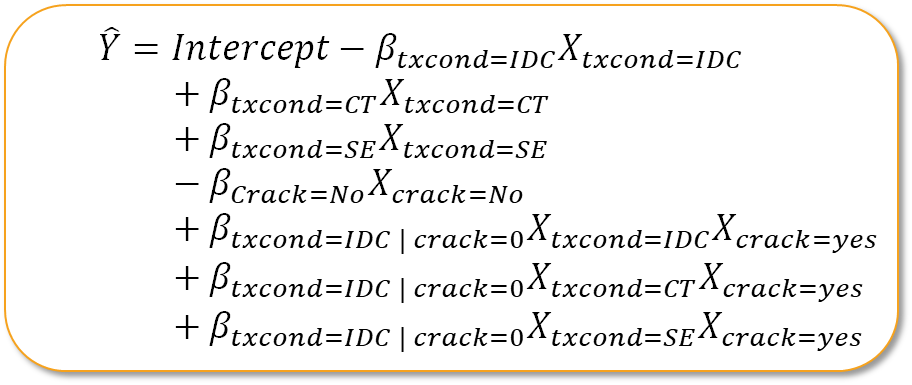 Ŷ = Intercept − β_{txcond=IDC}X_{txcond=IDC}
+ β_{txcond=CT}X_{txcond=CT}
+ β_{txcond=SE}X_{txcond=SE}
− β_{Crack=No}X_{crack=No}
+ β_{txcond=IDC | crack=0}X_{txcond=IDC}X_{crack=yes}
+ β_{txcond=IDC | crack=0}X_{txcond=CT}X_{crack=yes}
+ β_{txcond=IDC | crack=0}X_{txcond=SE}X_{crack=yes}